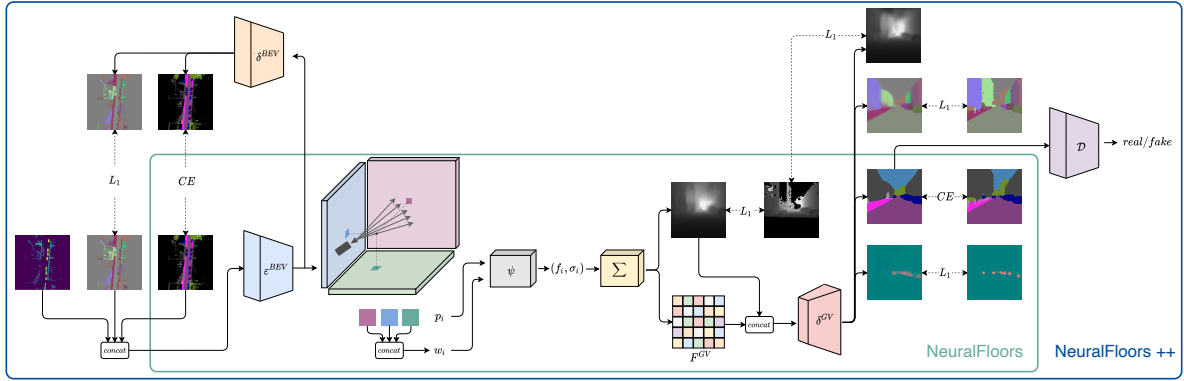 δ^BEV
L₁
L₁
D
real/fake
L₁
CE
CE
L₁
ε^BEV
ψ
(f_i, σ_i)
Σ
L₁
p_i
δ^GV
concat
concat
concat
w_i
F^GV
NeuralFloors
NeuralFloors ++